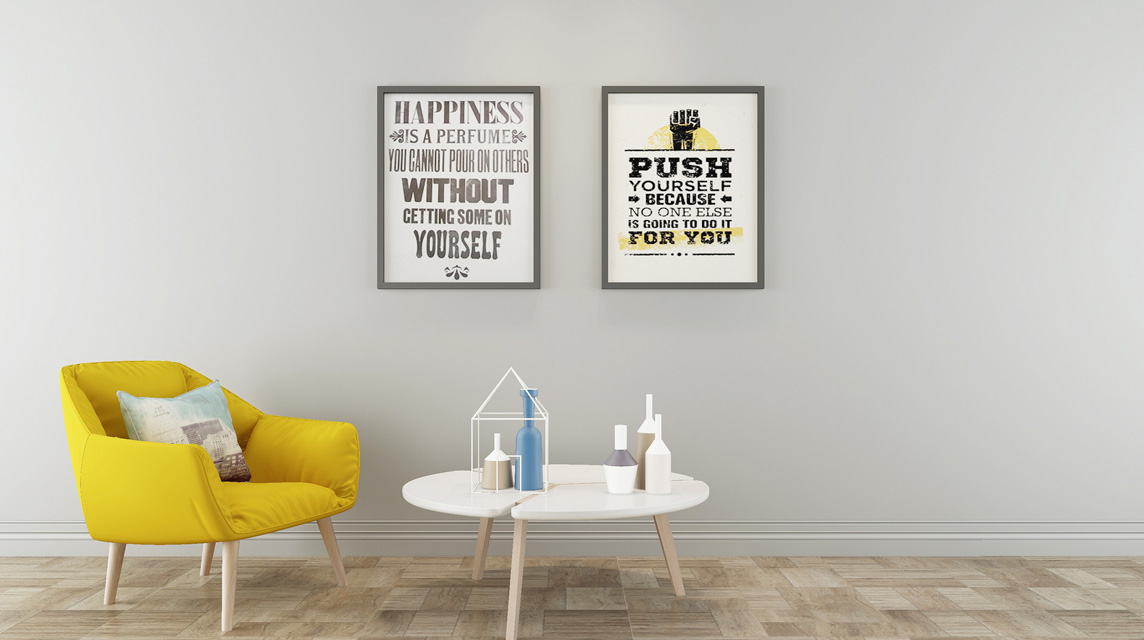 HAPPINESS
IS A PERFUME
YOU CANNOT POUR ON OTHERS
WITHOUT
GETTING SOME ON
YOURSELF
PUSH
YOURSELF
BECAUSE
NO ONE ELSE
IS GOING TO DO IT
FOR YOU